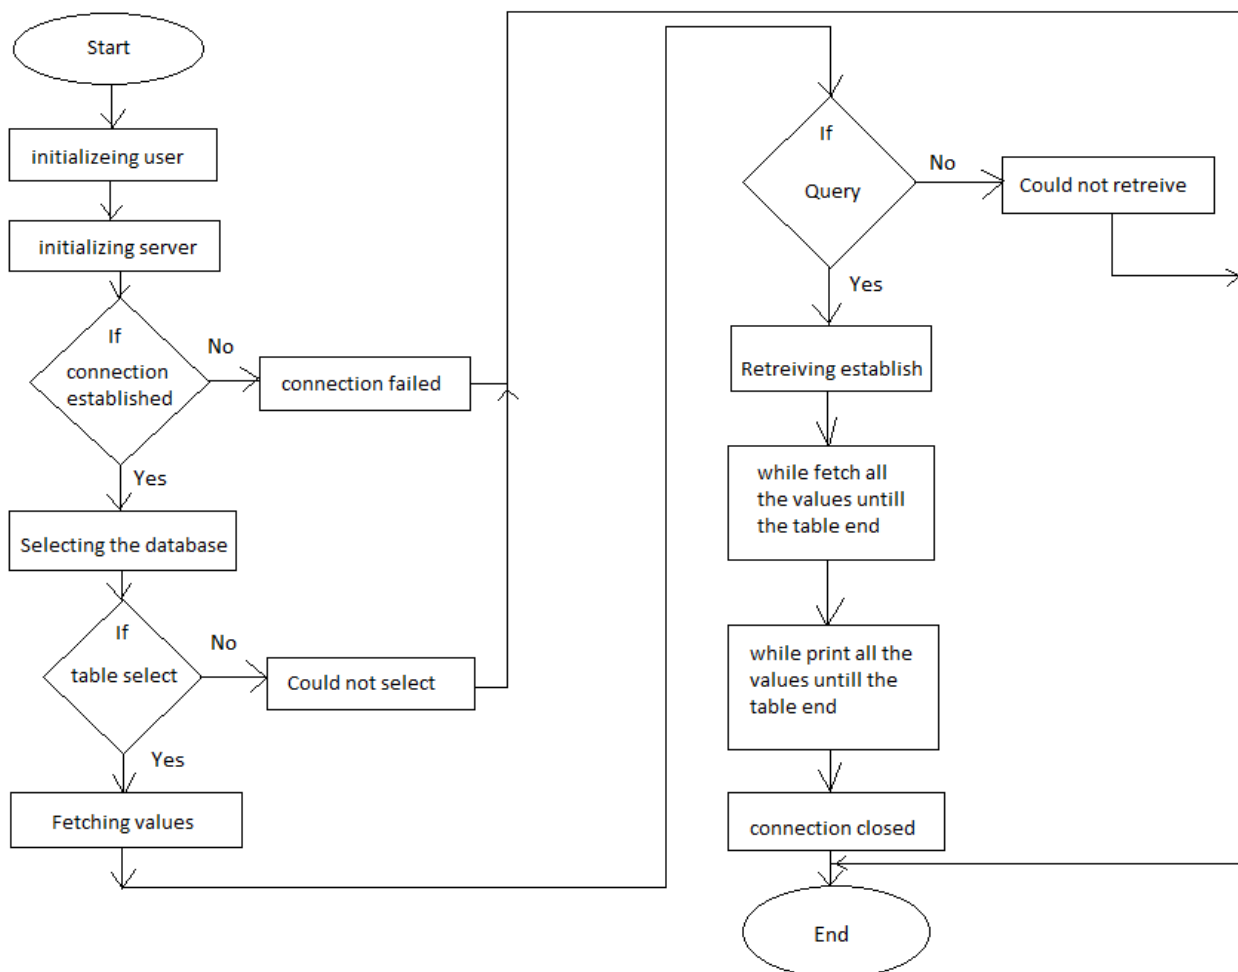 Start
initializeing user
initializing server
If
connection
established
No
connection failed
Yes
Selecting the database
If
table select
No
Could not select
Yes
Fetching values
If
Query
No
Could not retreive
Yes
Retreiving establish
while fetch all
the values untill
the table end
while print all the
values untill the
table end
connection closed
End